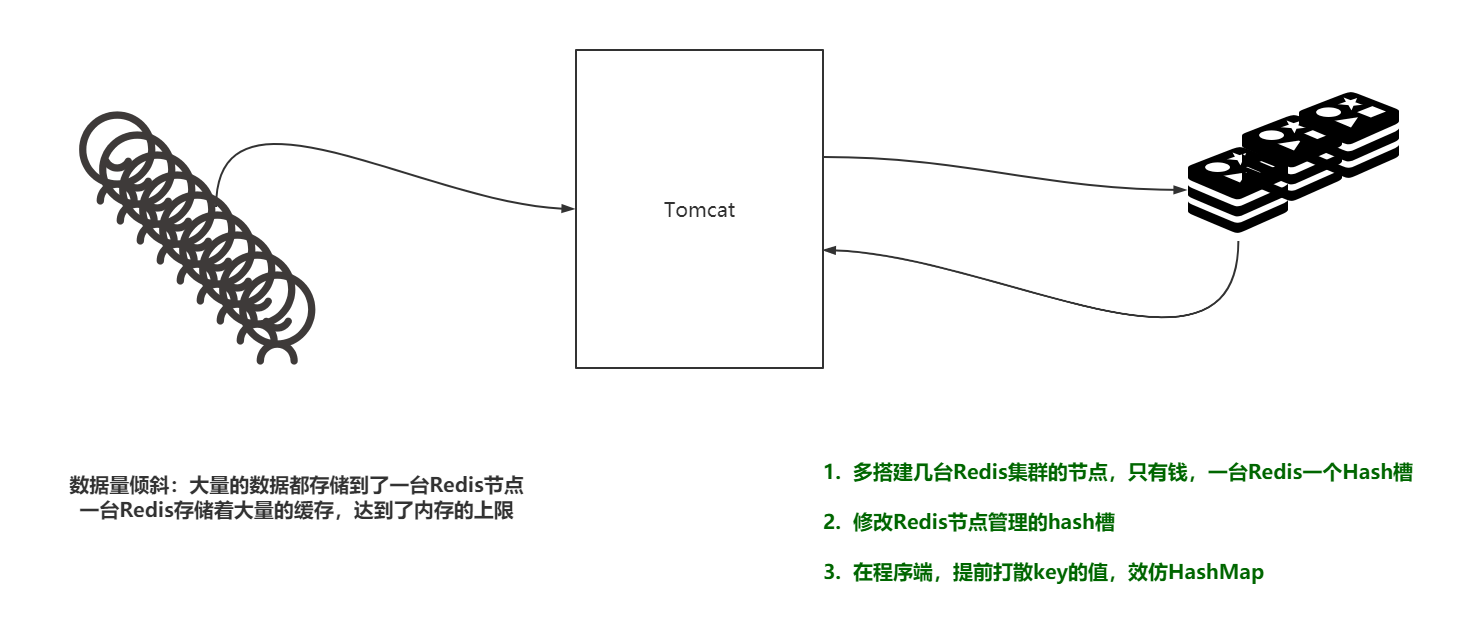 Tomcat
数据量倾斜：大量的数据都存储到了一台Redis节点
一台Redis存储着大量的缓存，达到了内存的上限
1. 多搭建几台Redis集群的节点，只有钱，一台Redis一个Hash槽
2. 修改Redis节点管理的hash槽
3. 在程序端，提前打散key的值，效仿HashMap